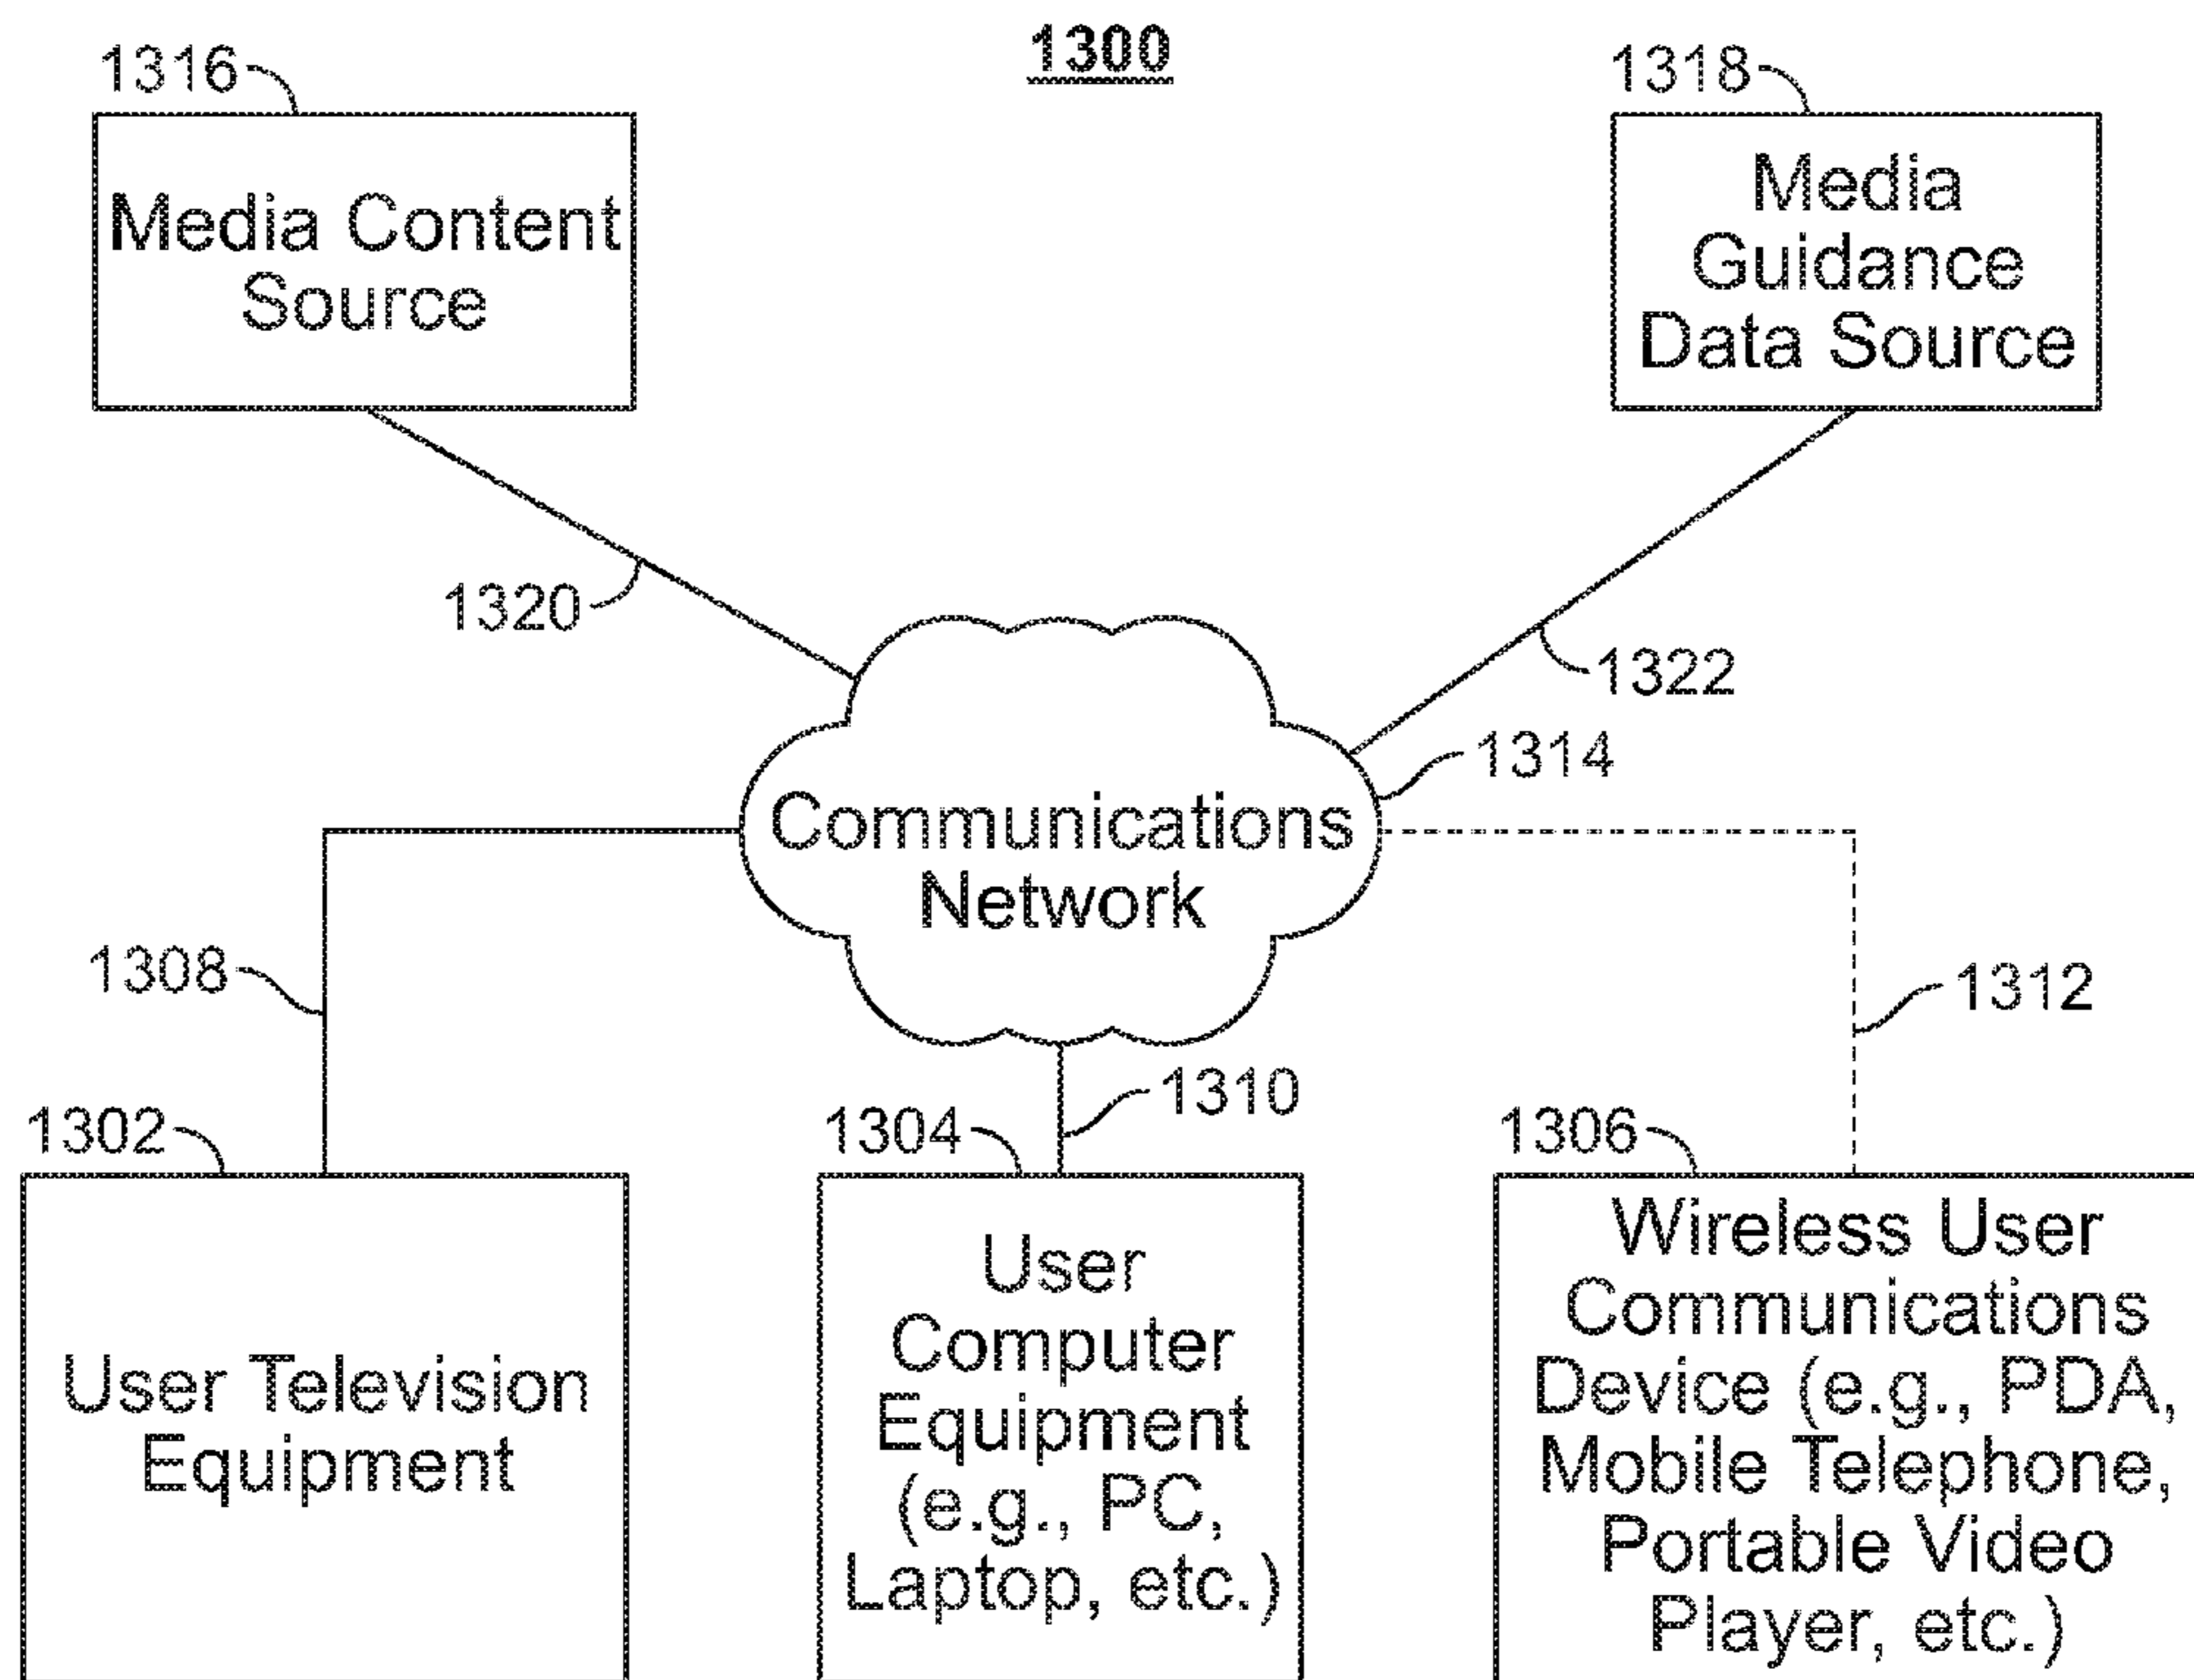 1300
1316
1318
Media Content
Source
Media
Guidance
Data Source
1320
1322
1314
Communications
Network
1308
1312
1310
1302
1304
1306
User Television
Equipment
User
Computer
Equipment
(e.g., PC,
Laptop, etc.)
Wireless User
Communications
Device (e.g., PDA,
Mobile Telephone,
Portable Video
Player, etc.)